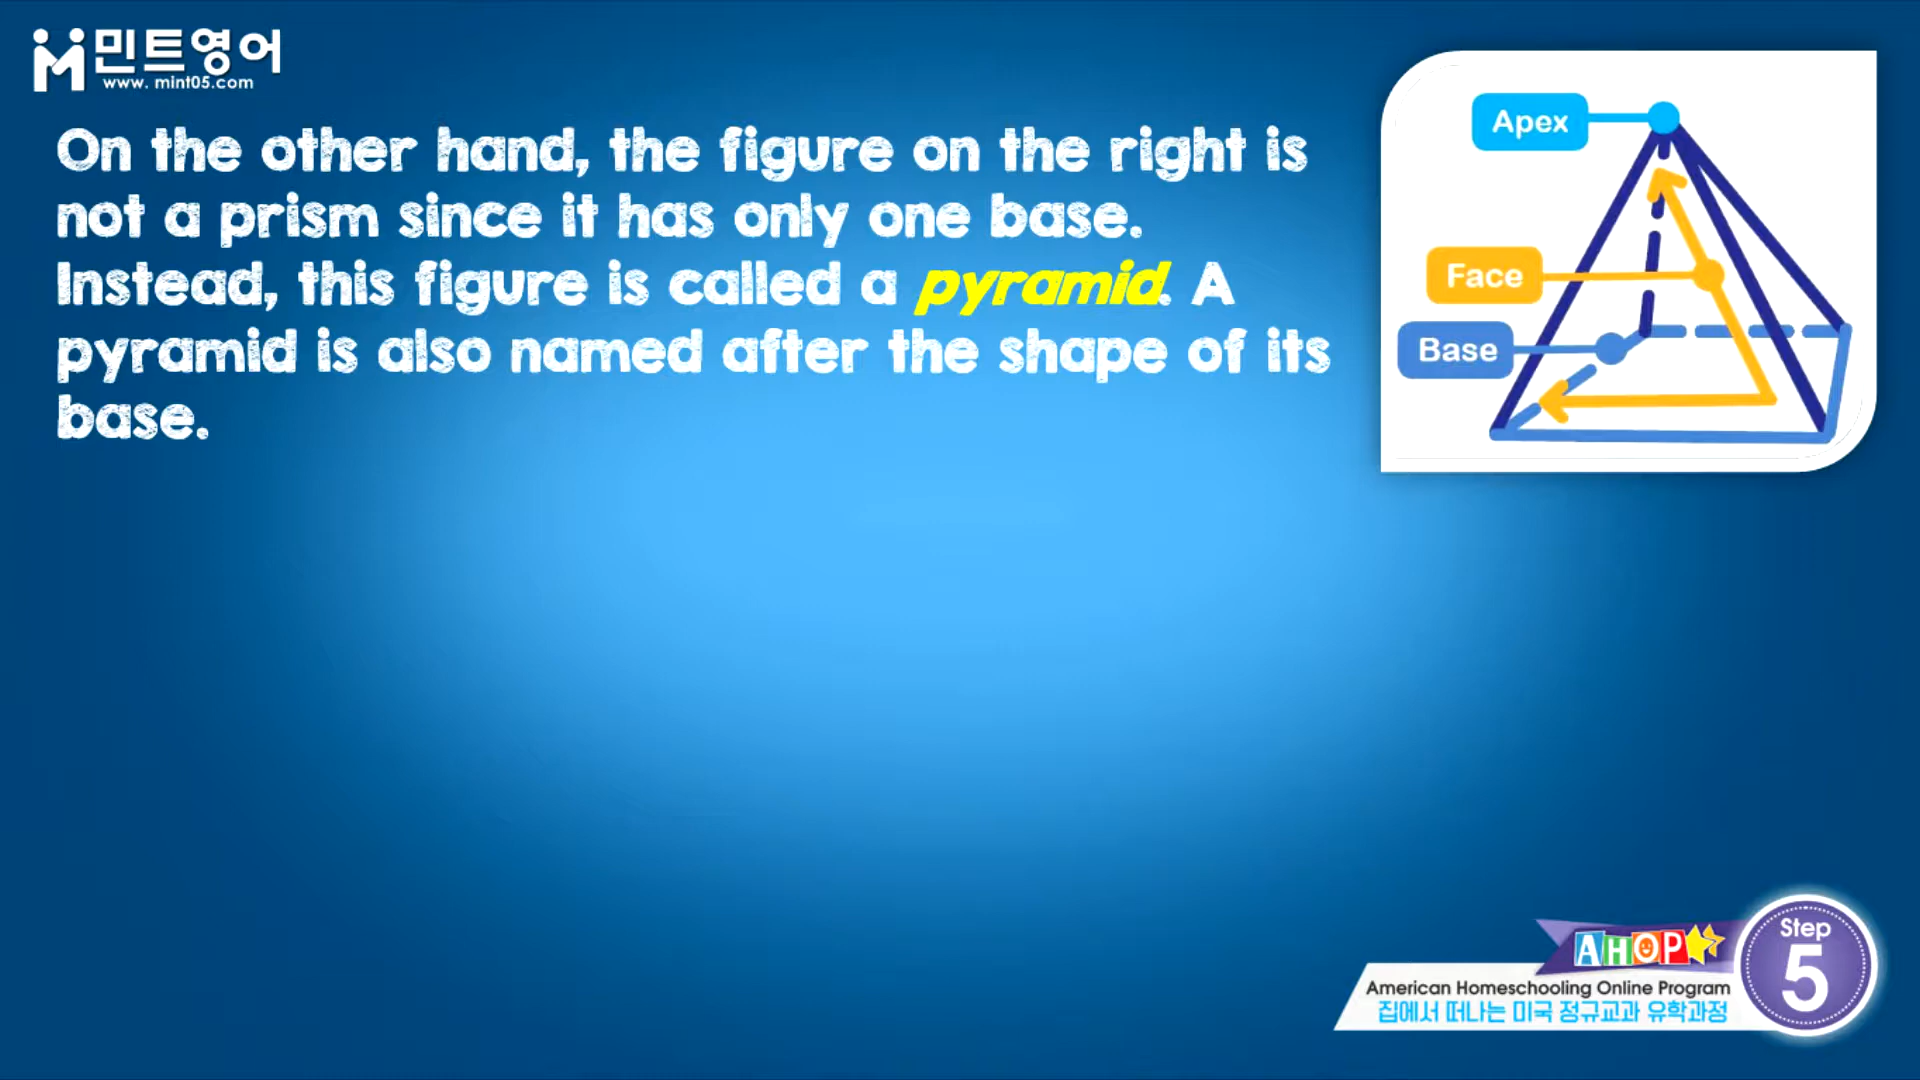 민트영어
www. mint05.com
On the other hand, the figure on the right is
not a prism since it has only one base.
Instead, this figure is called a pyramid. A
pyramid is also named after the shape of its
base.
Apex
Face
Base
AHOP
Step
5
American Homeschooling Online Program
집에서 떠나는 미국 정규교과 유학과정